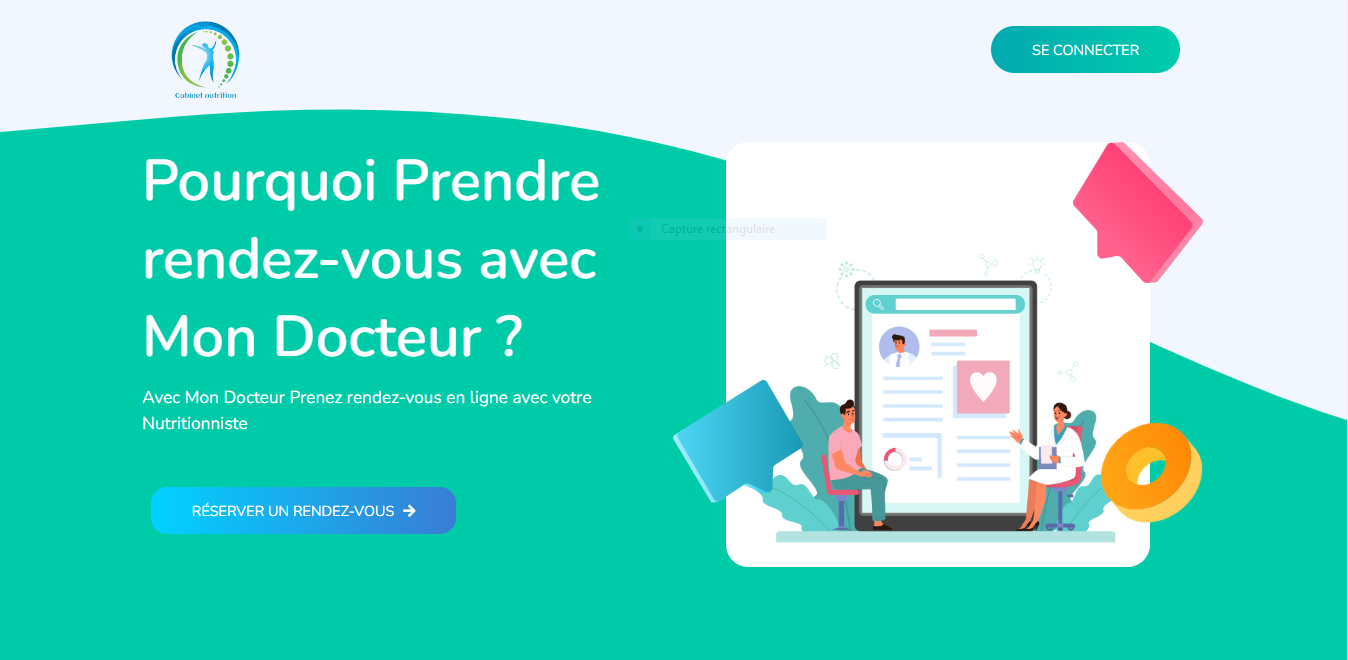 Cabinet nutrition
SE CONNECTER
Pourquoi Prendre
rendez-vous avec
Mon Docteur ?
Capture rectangulaire
Avec Mon Docteur Prenez rendez-vous en ligne avec votre
Nutritionniste
RÉSERVER UN RENDEZ-VOUS